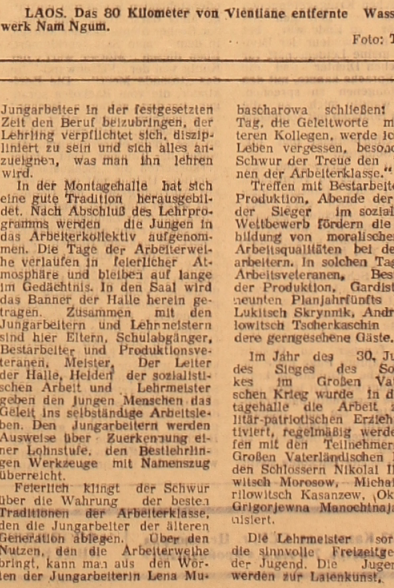 LAOS. Das 80 Kilometer von Vientiane entfernte Wass
werk Nam Ngum.
Foto: T
Jungarbeiter in der festgesetzten
Zeit den Beruf beizubringen, der
Lehrling verpflichtet sich, diszip-
liniert zu sein und sich alles an-
zueignen, was man ihn lehren
wird.
In der Montagehalle hat sich
eine gute Tradition herausgebil-
det. Nach Abschluß des Lehrpro-
gramms werden die Jungen in
das Arbeiterkollektiv aufgenom-
men. Die Tage der Arbeiterwei-
he verlaufen in feierlicher At-
mosphäre und bleiben auf lange
im Gedächtnis. In den Saal wird
das Banner der Halle herein ge-
tragen. Zusammen mit den
Jungarbeitern und Lehrmeistern
sind hier Eltern, Schulabgänger,
Bestarbeiter und Produktionsve-
teranen, Meister. Der Leiter
der Halle, Helden der sozialisti-
schen Arbeit und Lehrmeister
geben den jungen Menschen das
Geleit ins selbständige Arbeitsle-
ben. Den Jungarbeitern werden
Ausweise über Zuerkennung ei-
ner Lohnstufe, den Bestlehrlin-
gen Werkzeuge mit Namenszug
überreicht.
Feierlich klingt der Schwur
über die Wahrung der besten
Traditionen der Arbeiterklasse,
den die Jungarbeiter der älteren
Generation ablegen. Über den
Nutzen, den die Arbeiterweihe
bringt, kann man aus den Wor-
ten der Jungarbeiterin Lena Mu-
bascharowa schließen:
Tag, die Geleitworte m
teren Kollegen, werde ic
Leben vergessen, beson
Schwur der Treue den
nen der Arbeiterklasse."
Treffen mit Bestarbeite
Produktion, Abende der
der Sieger im sozial
Wettbewerb fördern die
bildung von moralische
Arbeitsqualitäten bei de
arbeitern. In solchen Tag
Arbeitsveteranen, Bes
der Produktion, Gardist
neunten Planjahrfünfts
Lukitsch Skrynnik, Andr
lowitsch Tscherkaschin
dere gerngesehene Gäste.
Im Jahr des 30. Ju
des Sieges des So
kes im Großen Va
schen Krieg wurde in d
tagehalle die Arbeit z
litär-patriotischen Erzieh
tiviert, regelmäßig werde
fen mit den Teilnehmer
Großen Vaterländischen
den Schlossern Nikolai I
witsch Morosow, Michai
rilowitsch Kasanzew, Ok
Grigorjewna Manochinaj
nisiert.
Die Lehrmeister sor
die sinnvolle Freizeitge
der Jugend. Die Juge
werden zur Laienkunst,